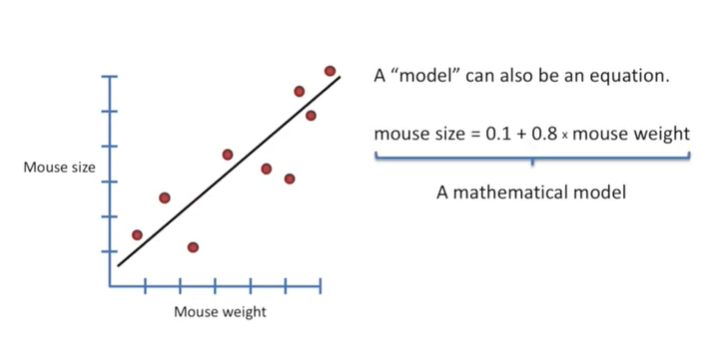 A “model” can also be an equation.
mouse size = 0.1 + 0.8 × mouse weight
A mathematical model
Mouse size
Mouse weight